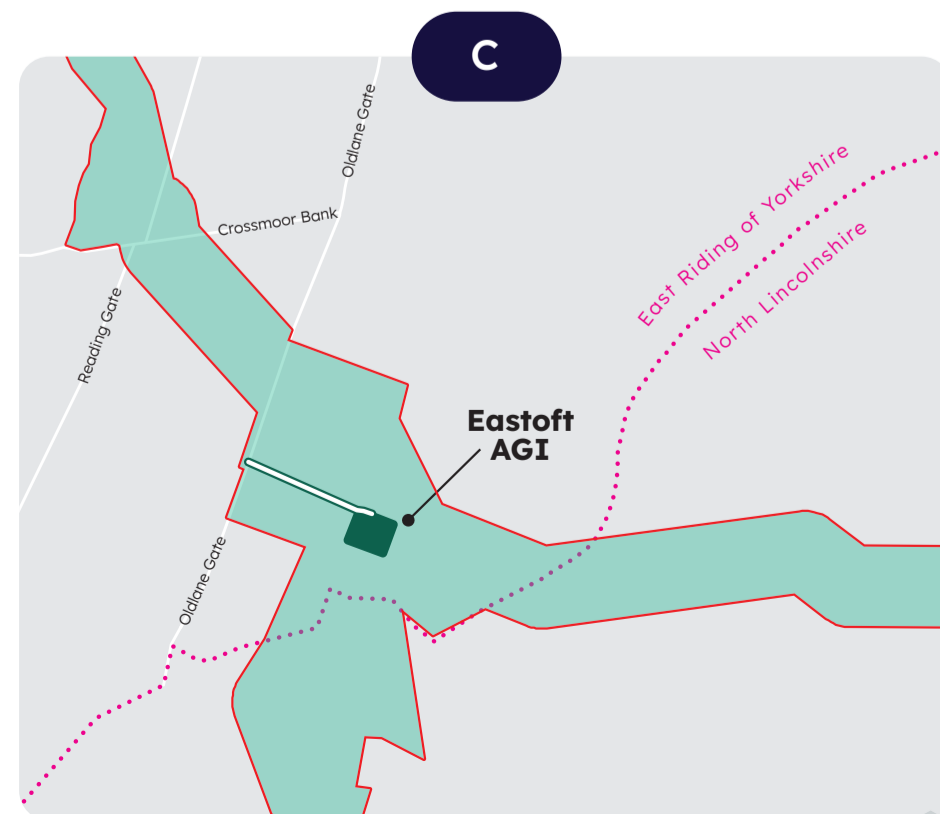 C
Oldlane Gate
Crossmoor Bank
East Riding of Yorkshire
North Lincolnshire
Reading Gate
Eastoft
AGI
Oldlane Gate